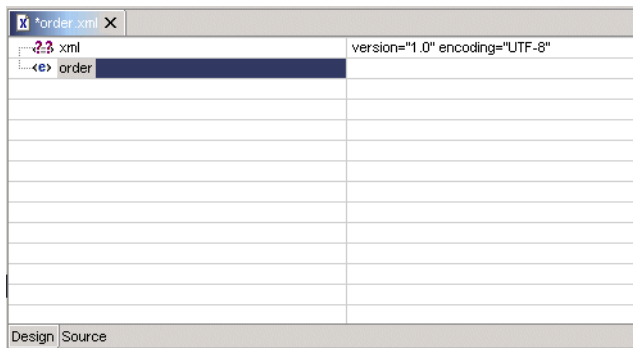 *order.xml
?=? xml version="1.0" encoding="UTF-8"
<e> order
Design Source